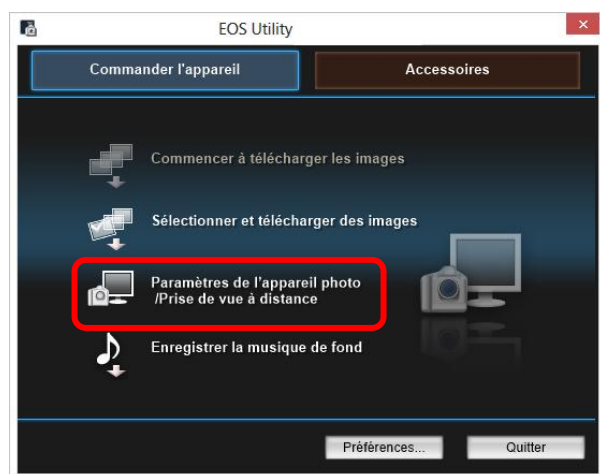 EOS Utility
Commander l'appareil
Accessoires
Commencer à télécharger les images
Sélectionner et télécharger des images
Paramètres de l'appareil photo
/Prise de vue à distance
Enregistrer la musique de fond
Préférences...
Quitter